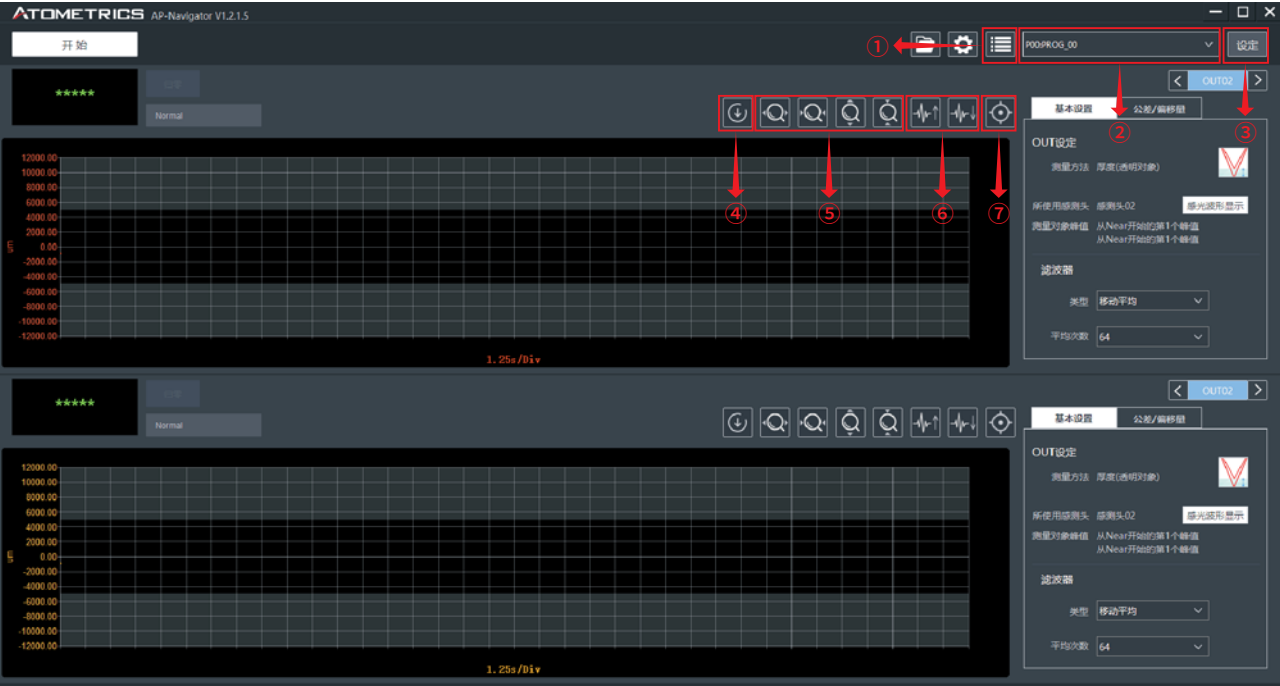 ATOMETRICS AP-Navigator V1.2.1.5
开始
①
P00:PROG_00
设定
*****
归零
Normal
OUT02
基本设置
公差/偏移量
②
③
④
⑤
⑥
⑦
12000.00
10000.00
8000.00
6000.00
4000.00
2000.00
0.00
-2000.00
-4000.00
-6000.00
-8000.00
-10000.00
-12000.00
um
1.25s/Div
OUT设定
测量方法 厚度(透明对象)
所使用感测头 感测头02
感光波形显示
测量对象峰值 从Near开始的第1个峰值
从Near开始的第1个峰值
滤波器
类型 移动平均
平均次数 64
*****
归零
Normal
OUT02
基本设置
公差/偏移量
12000.00
10000.00
8000.00
6000.00
4000.00
2000.00
0.00
-2000.00
-4000.00
-6000.00
-8000.00
-10000.00
-12000.00
um
1.25s/Div
OUT设定
测量方法 厚度(透明对象)
所使用感测头 感测头02
感光波形显示
测量对象峰值 从Near开始的第1个峰值
从Near开始的第1个峰值
滤波器
类型 移动平均
平均次数 64